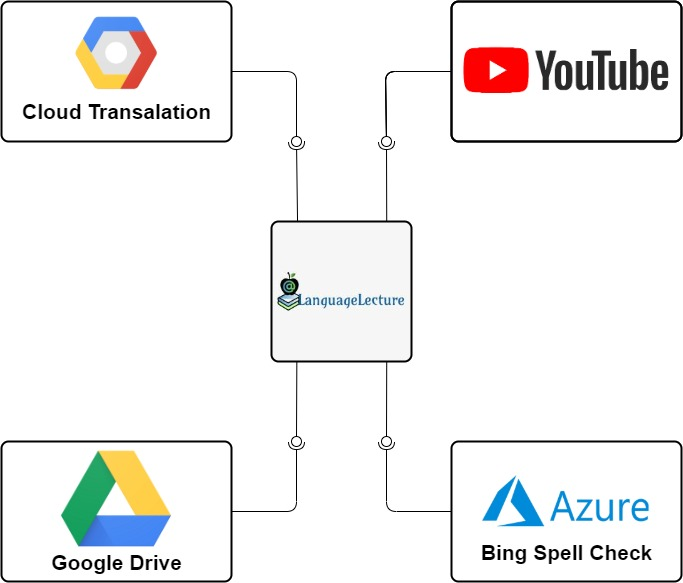 Cloud Transalation
YouTube
@
LanguageLecture
Google Drive
Azure
Bing Spell Check